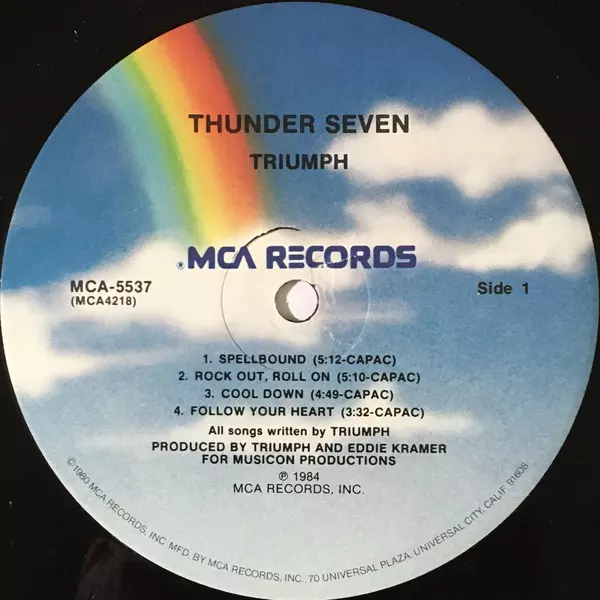 THUNDER SEVEN
TRIUMPH
®MCA RECORDS
MCA-5537
(MCA4218)
Side 1
1. SPELLBOUND (5:12-CAPAC)
2. ROCK OUT, ROLL ON (5:10-CAPAC)
3. COOL DOWN (4:49-CAPAC)
4. FOLLOW YOUR HEART (3:32-CAPAC)
All songs written by TRIUMPH
PRODUCED BY TRIUMPH AND EDDIE KRAMER
FOR MUSICON PRODUCTIONS
℗ 1984
MCA RECORDS, INC.
©1980 MCA RECORDS, INC. MFD. BY MCA RECORDS, INC., 70 UNIVERSAL PLAZA, UNIVERSAL CITY, CALIF. 91608